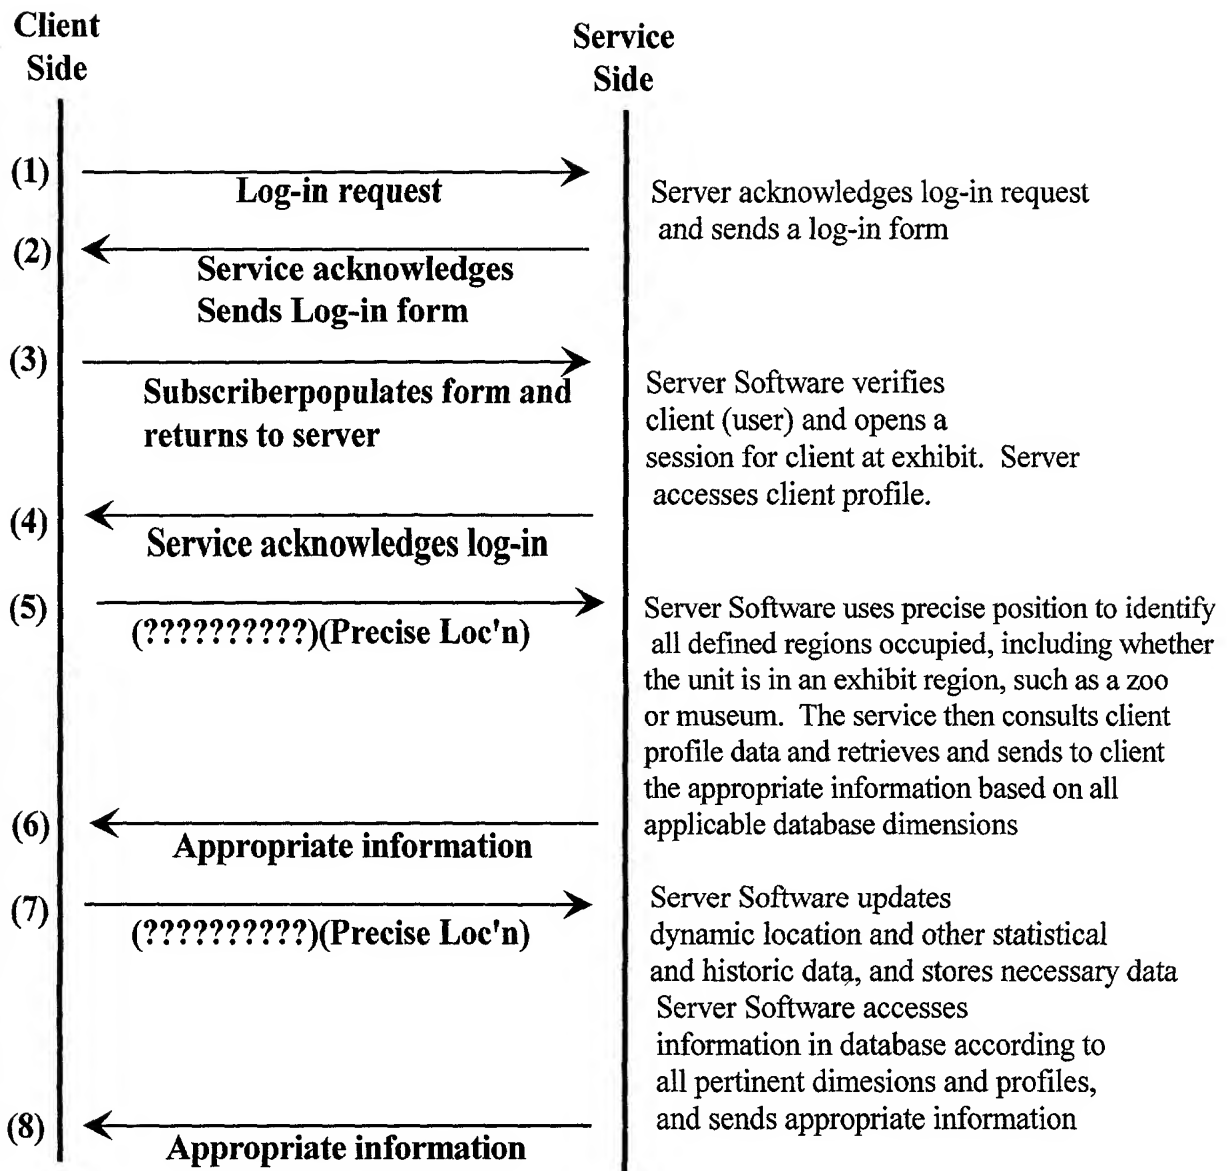 Client
Side
Service
Side
(1)
Log-in request
Server acknowledges log-in request
and sends a log-in form
(2)
Service acknowledges
Sends Log-in form
(3)
Subscriberpopulates form and
returns to server
Server Software verifies
client (user) and opens a
session for client at exhibit. Server
accesses client profile.
(4)
Service acknowledges log-in
(5)
(??????????)(Precise Loc'n)
Server Software uses precise position to identify
all defined regions occupied, including whether
the unit is in an exhibit region, such as a zoo
or museum. The service then consults client
profile data and retrieves and sends to client
the appropriate information based on all
applicable database dimensions
(6)
Appropriate information
(7)
(??????????)(Precise Loc'n)
Server Software updates
dynamic location and other statistical
and historic data, and stores necessary data
Server Software accesses
information in database according to
all pertinent dimesions and profiles,
and sends appropriate information
(8)
Appropriate information